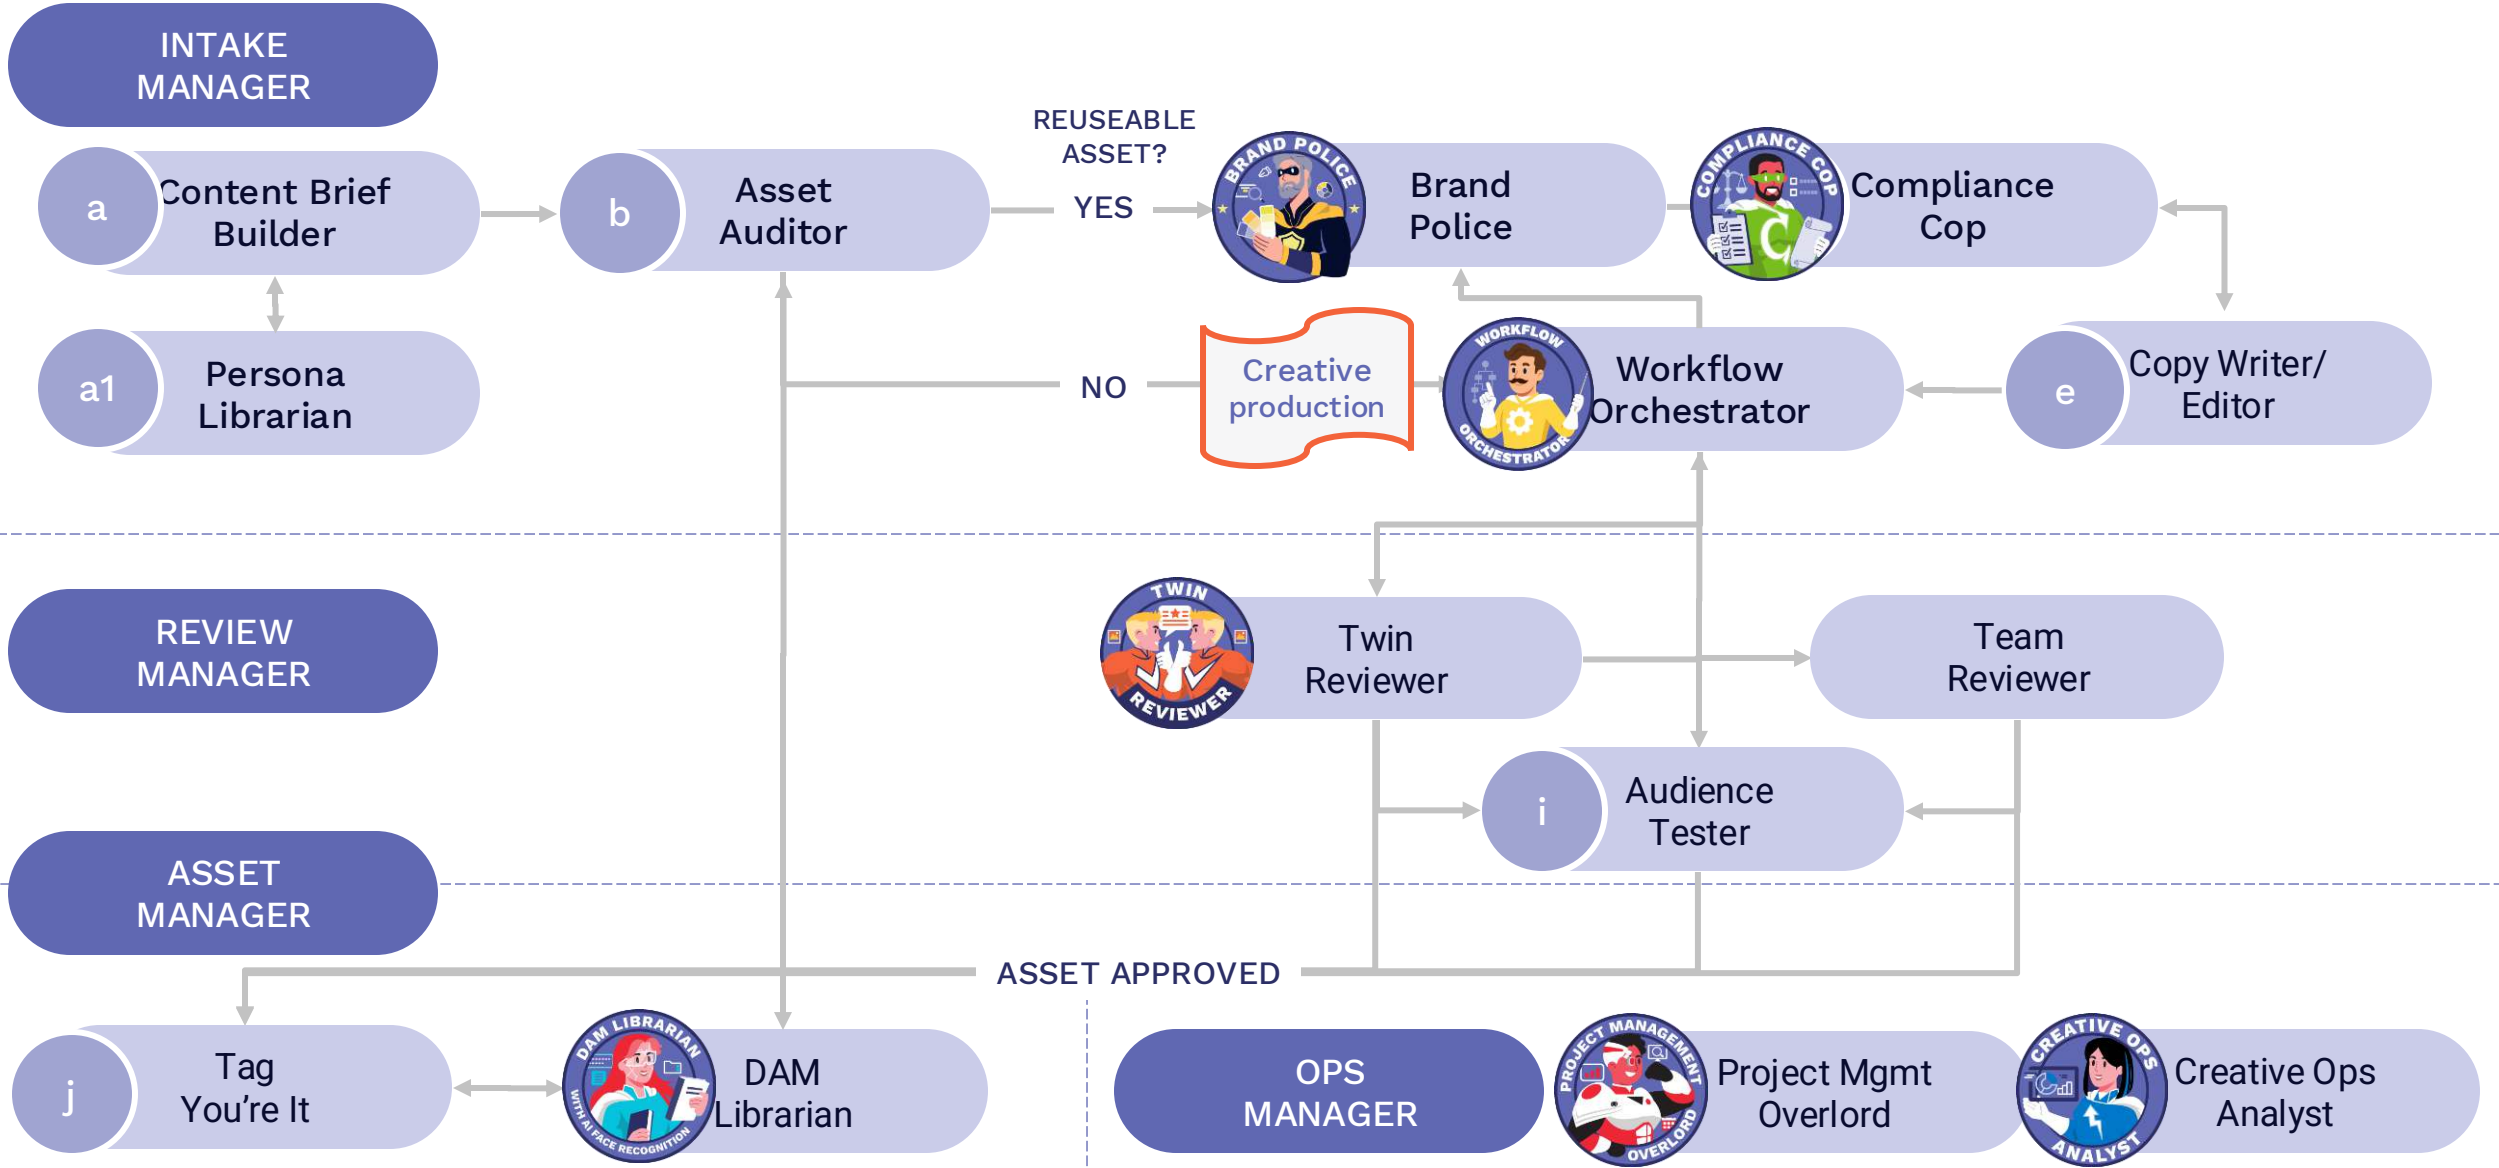 INTAKE
MANAGER
REUSEABLE
ASSET?
a
Content Brief
Builder
b
Asset
Auditor
YES
BRAND POLICE
Brand
Police
COMPLIANCE COP
C
Compliance
Cop
a1
Persona
Librarian
NO
Creative
production
WORKFLOW
ORCHESTRATOR
Workflow
Orchestrator
e
Copy Writer/
Editor
REVIEW
MANAGER
TWIN
REVIEWER
Twin
Reviewer
Team
Reviewer
i
Audience
Tester
ASSET
MANAGER
ASSET APPROVED
j
Tag
You’re It
DAM LIBRARIAN
WITH AI FACE RECOGNITION
DAM
Librarian
OPS
MANAGER
PROJECT MANAGEMENT
OVERLORD
Project Mgmt
Overlord
CREATIVE OPS
ANALYST
Creative Ops
Analyst